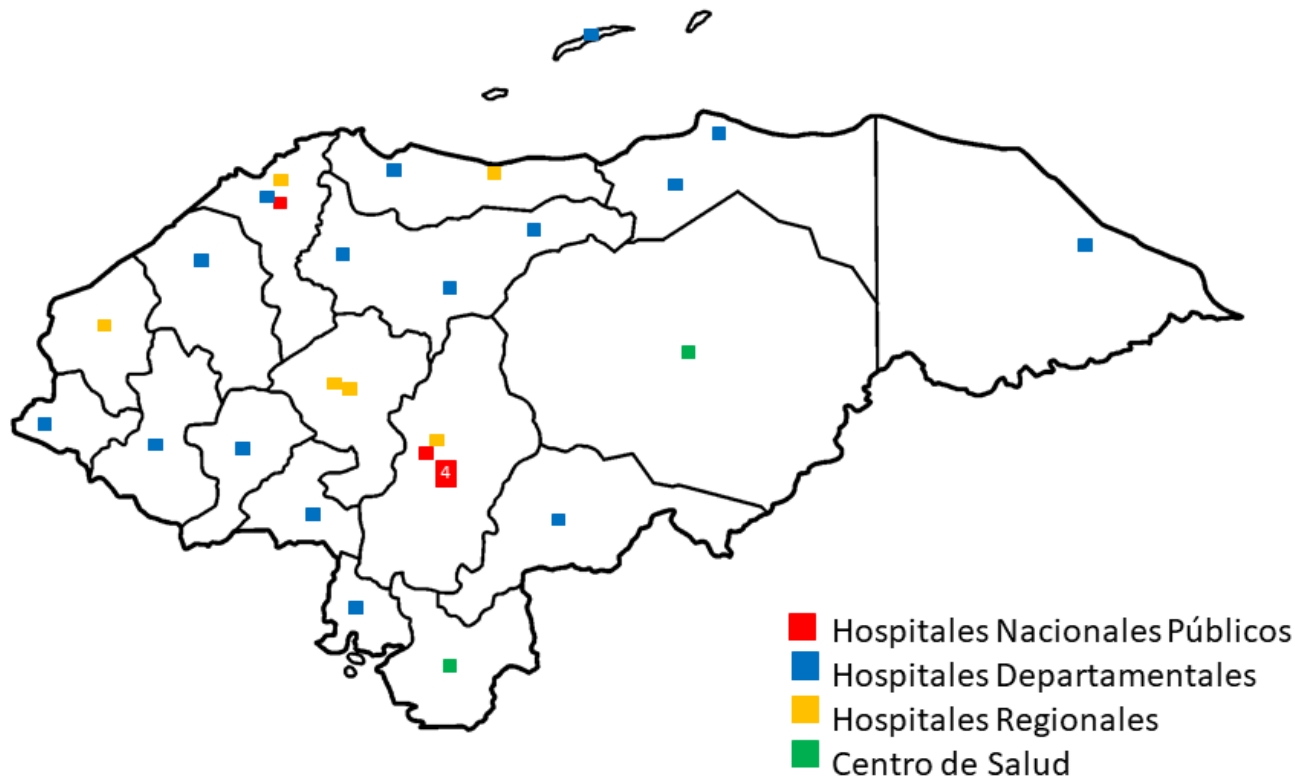 4
Hospitales Nacionales Públicos
Hospitales Departamentales
Hospitales Regionales
Centro de Salud